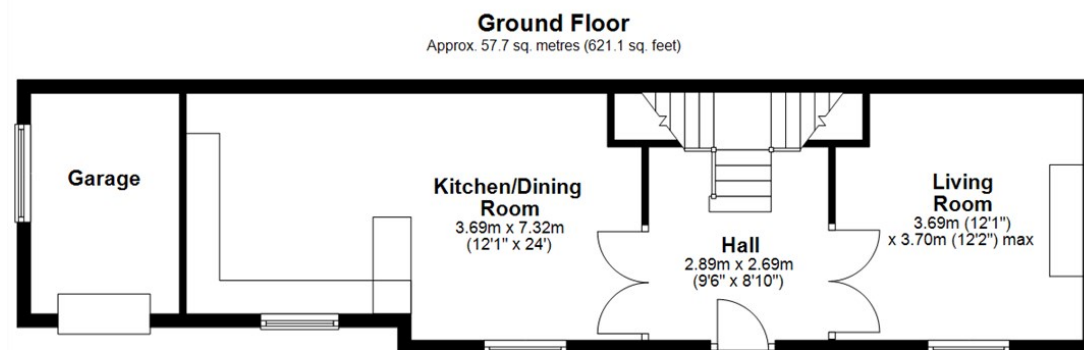 Ground Floor
Approx. 57.7 sq. metres (621.1 sq. feet)
Garage
Kitchen/Dining
Room
3.69m x 7.32m
(12'1" x 24')
Hall
2.89m x 2.69m
(9'6" x 8'10")
Living
Room
3.69m (12'1")
x 3.70m (12'2") max